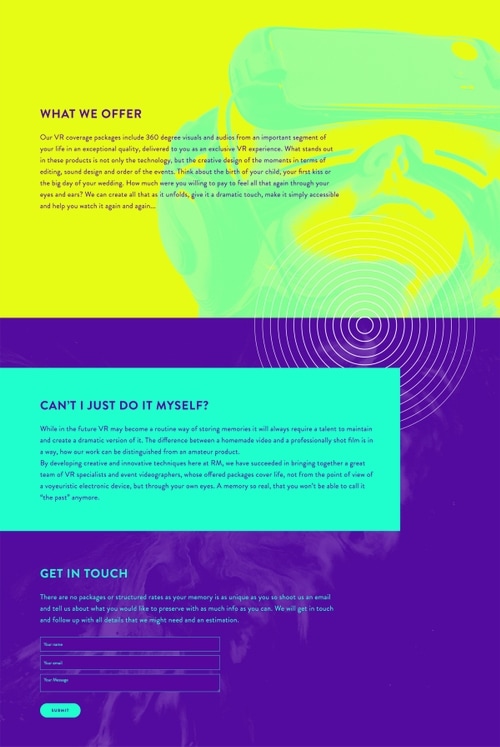 WHAT WE OFFER
Our VR coverage packages include 360 degree visuals and audios from an important segment of
your life in an exceptional quality, delivered to you as an exclusive VR experience. What stands out
in these products is not only the technology, but the creative design of the moments in terms of
editing, sound design and order of the events. Think about the birth of your child, your first kiss or
the big day of your wedding. How much were you willing to pay to feel all that again through your
eyes and ears? We can create all that as it unfolds, give it a dramatic touch, make it simply accessible
and help you watch it again and again...
CAN'T I JUST DO IT MYSELF?
While in the future VR may become a routine way of storing memories it will always require a talent to maintain
and create a dramatic version of it. The difference between a homemade video and a professionally shot film is in
a way, how our work can be distinguished from an amateur product.
By developing creative and innovative techniques here at RM, we have succeeded in bringing together a great
team of VR specialists and event videographers, whose offered packages cover life, not from the point of view of
a voyeuristic electronic device, but through your own eyes. A memory so real, that you won't be able to call it
"the past" anymore.
GET IN TOUCH
There are no packages or structured rates as your memory is as unique as you so shoot us an email
and tell us about what you would like to preserve with as much info as you can. We will get in touch
and follow up with all details that we might need and an estimation.
Your name
Your email
Your Message
SUBMIT